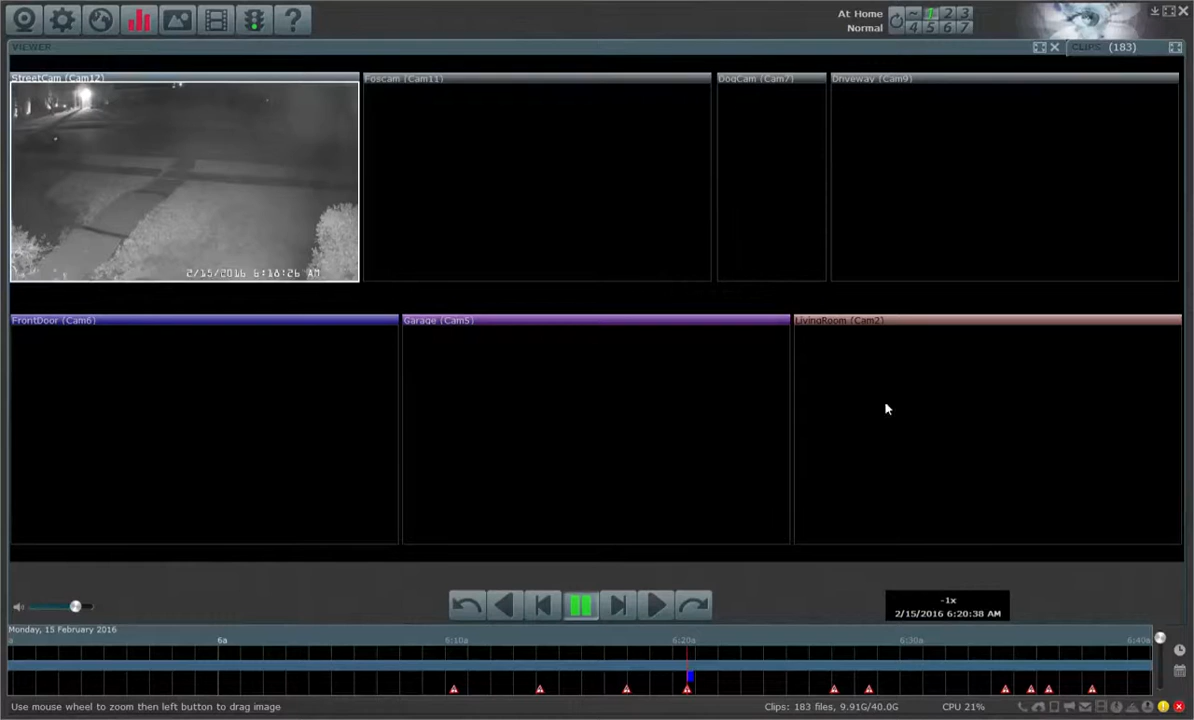 At Home
Normal
~ 1 2 3
4 5 6 7
VIEWER
CLIPS (183)
StreetCam (Cam12)
Foscam (Cam11)
DogCam (Cam7)
Driveway (Cam9)
2/15/2016 6:18:26 AM
FrontDoor (Cam6)
Garage (Cam5)
LivingRoom (Cam2)
-1x
2/15/2016 6:20:38 AM
Monday, 15 February 2016
6a 6:10a 6:20a 6:30a 6:40a
Use mouse wheel to zoom then left button to drag image
Clips: 183 files, 9.91G/40.0G
CPU 21%